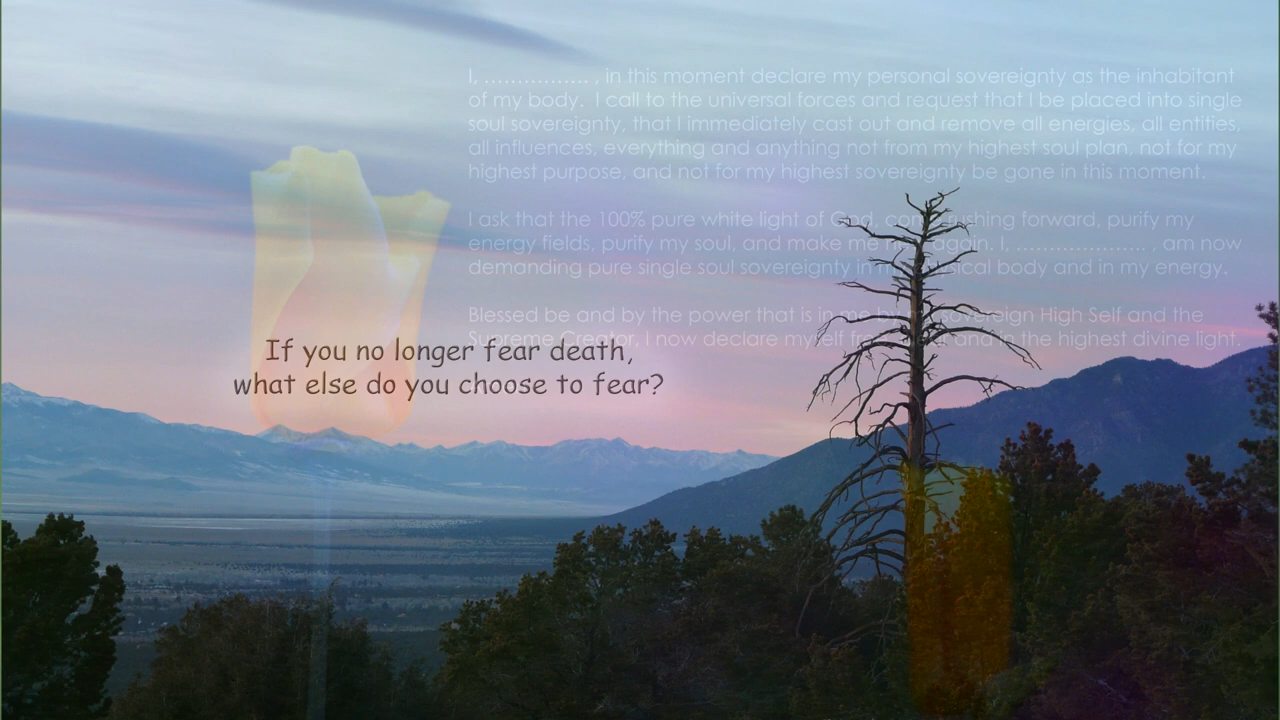 I, ................ , in this moment declare my personal sovereignty as the inhabitant
of my body. I call to the universal forces and request that I be placed into single
soul sovereignty, that I immediately cast out and remove all energies, all entities,
all influences, everything and anything not from my highest soul plan, not for my
highest purpose, and not for my highest sovereignty be gone in this moment.
I ask that the 100% pure white light of God, forward, purify my
energy fields, purify my soul, and make me again. I, .................... , am now
demanding pure single soul sovereignty in body and in my energy.
Blessed be and by the power that is in me sovereign High Self and the
Supreme Creator, I now declare myself and in the highest divine light.
If you no longer fear death,
what else do you choose to fear?